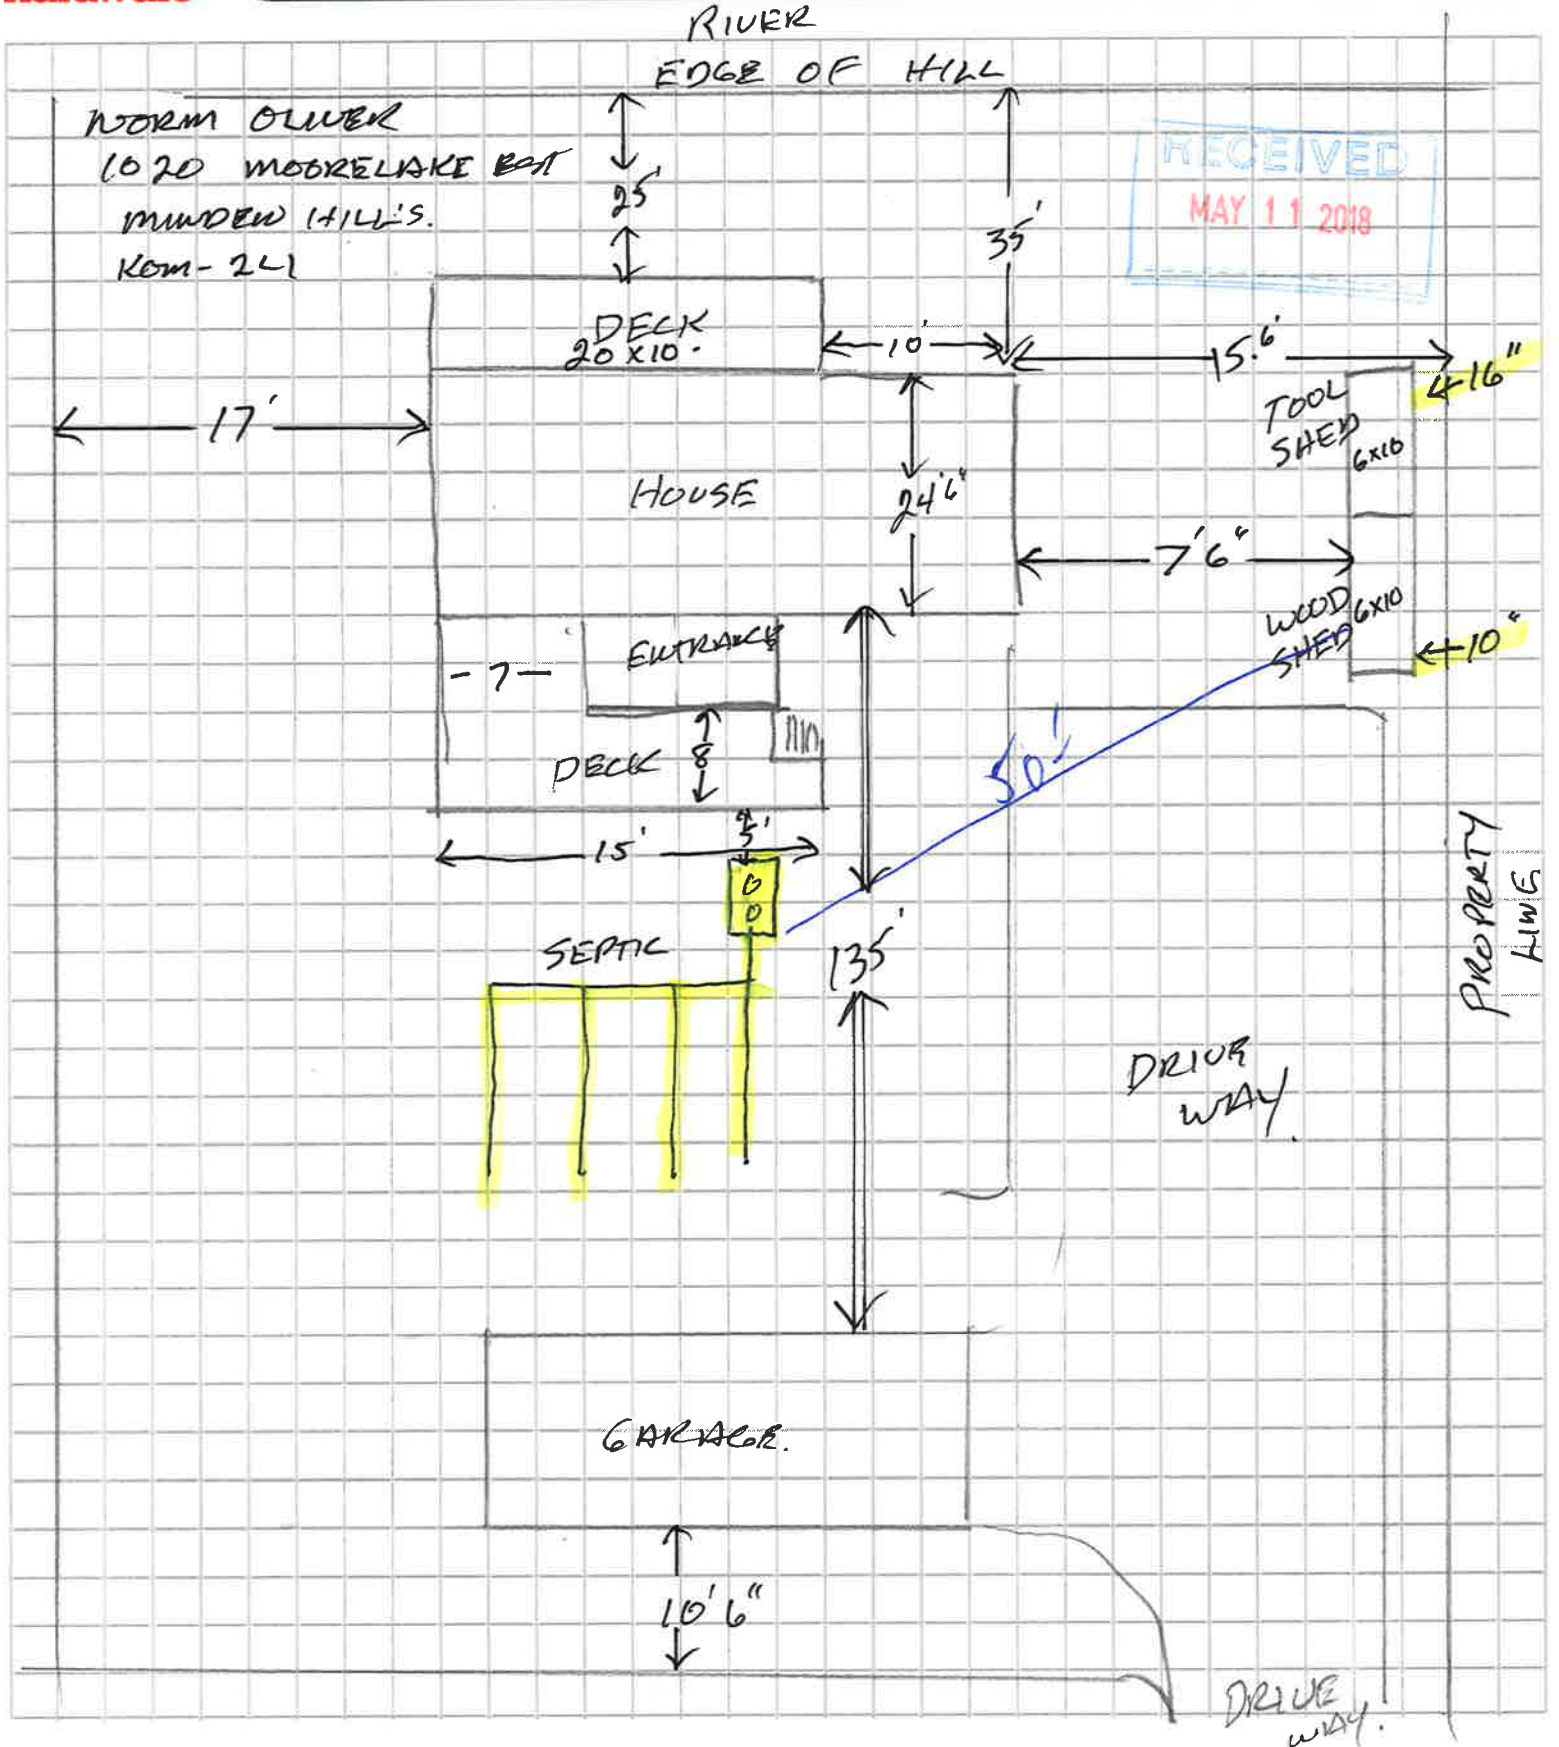 RIVER
EDGE OF HILL
NORM OLIVER
1020 MOORELAKE EST
MINDEN HILL'S.
K0M-2L1
RECEIVED
MAY 11 2018
25'
35'
DECK
20 x 10.
10'
15.6'
16"
17'
TOOL
SHED
6x10
HOUSE
24'6"
7'6"
WOOD
SHED
6x10
10"
ENTRANCE
- 7 -
DECK
8
50'
15'
5'
SEPTIC
135'
PROPERTY
LINE
DRIVE
WAY.
GARAGE.
10'6"
DRIVE
WAY.